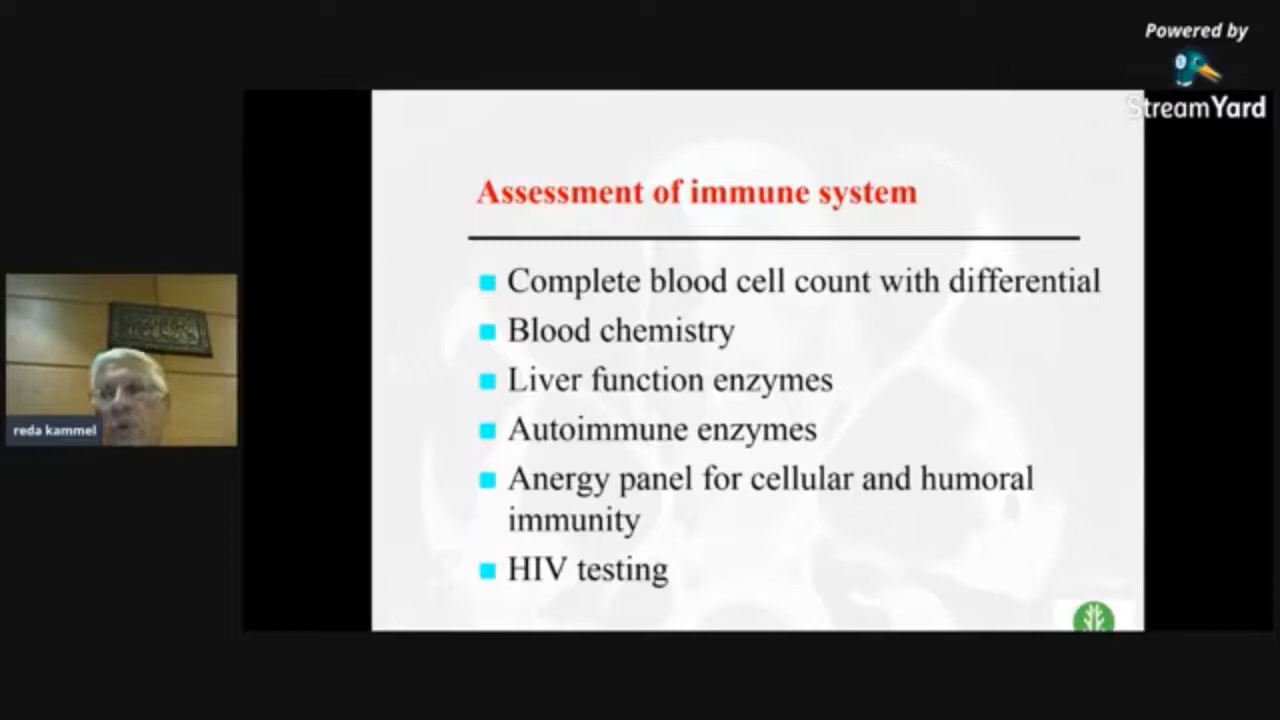 Powered by
StreamYard
Assessment of immune system
Complete blood cell count with differential
Blood chemistry
Liver function enzymes
Autoimmune enzymes
Anergy panel for cellular and humoral
immunity
HIV testing
reda kammel